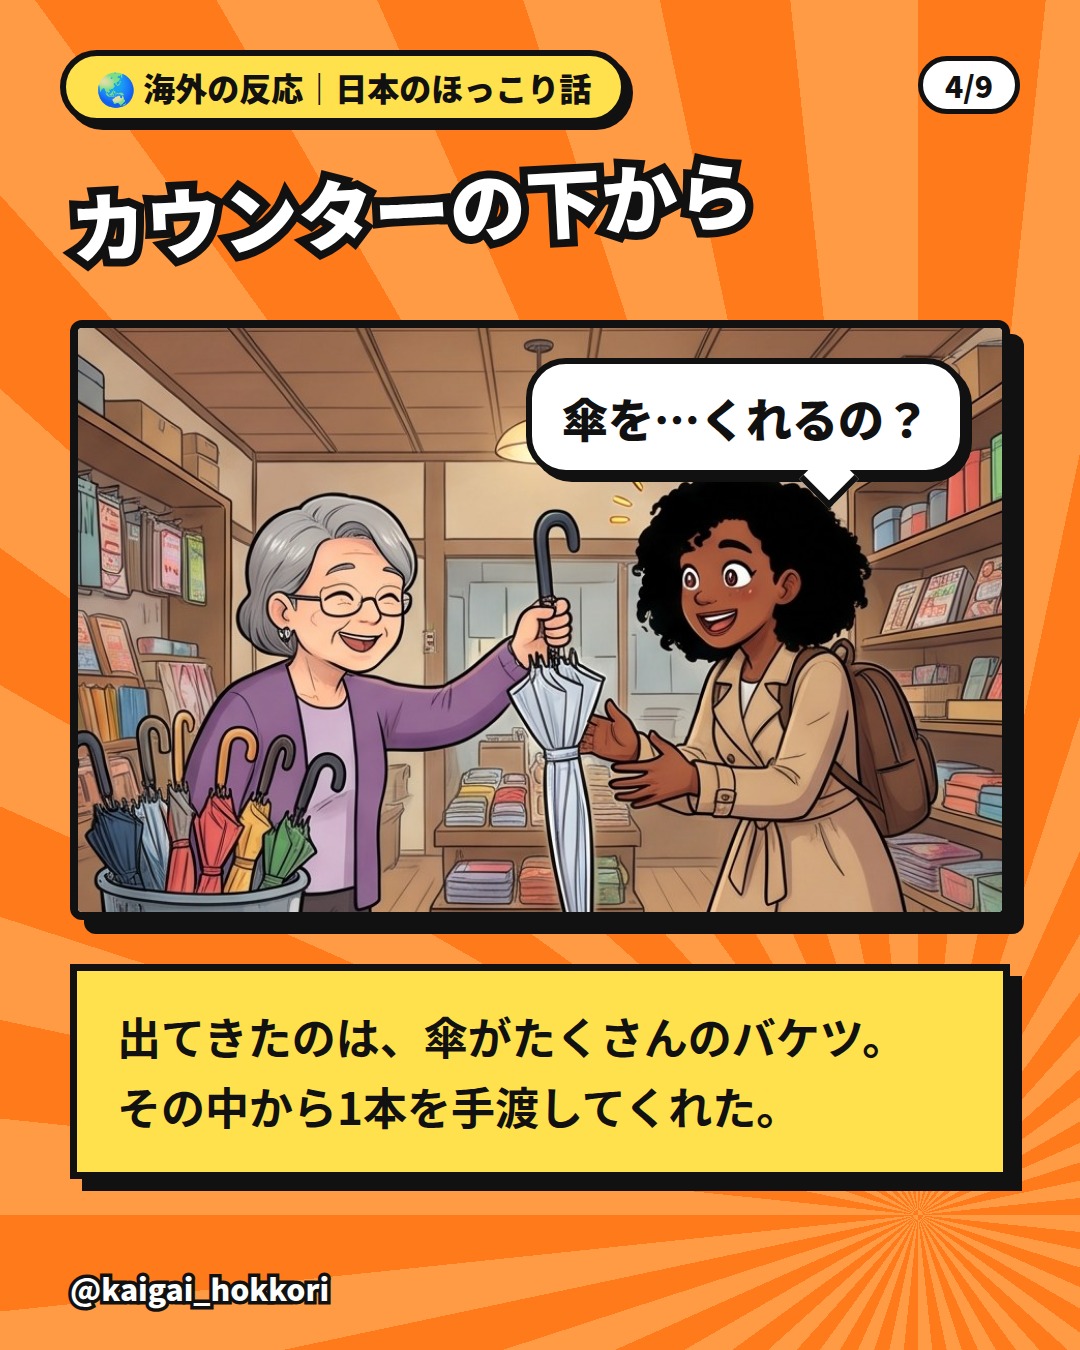 🌏 海外の反応｜日本のほっこり話
4/9
カウンターの下から
傘を…くれるの？
出てきたのは、傘がたくさんのバケツ。
その中から1本を手渡してくれた。
@kaigai_hokkori